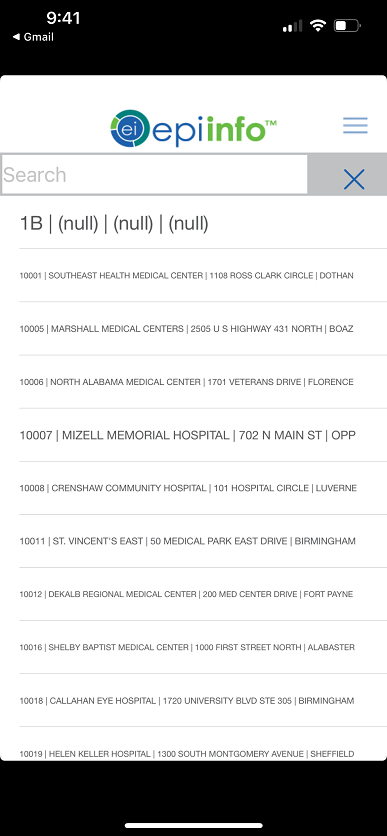 9:41
◀ Gmail
ei epiinfo™
Search
1B | (null) | (null) | (null)
10001 | SOUTHEAST HEALTH MEDICAL CENTER | 1108 ROSS CLARK CIRCLE | DOTHAN
10005 | MARSHALL MEDICAL CENTERS | 2505 U S HIGHWAY 431 NORTH | BOAZ
10006 | NORTH ALABAMA MEDICAL CENTER | 1701 VETERANS DRIVE | FLORENCE
10007 | MIZELL MEMORIAL HOSPITAL | 702 N MAIN ST | OPP
10008 | CRENSHAW COMMUNITY HOSPITAL | 101 HOSPITAL CIRCLE | LUVERNE
10011 | ST. VINCENT'S EAST | 50 MEDICAL PARK EAST DRIVE | BIRMINGHAM
10012 | DEKALB REGIONAL MEDICAL CENTER | 200 MED CENTER DRIVE | FORT PAYNE
10016 | SHELBY BAPTIST MEDICAL CENTER | 1000 FIRST STREET NORTH | ALABASTER
10018 | CALLAHAN EYE HOSPITAL | 1720 UNIVERSITY BLVD STE 305 | BIRMINGHAM
10019 | HELEN KELLER HOSPITAL | 1300 SOUTH MONTGOMERY AVENUE | SHEFFIELD